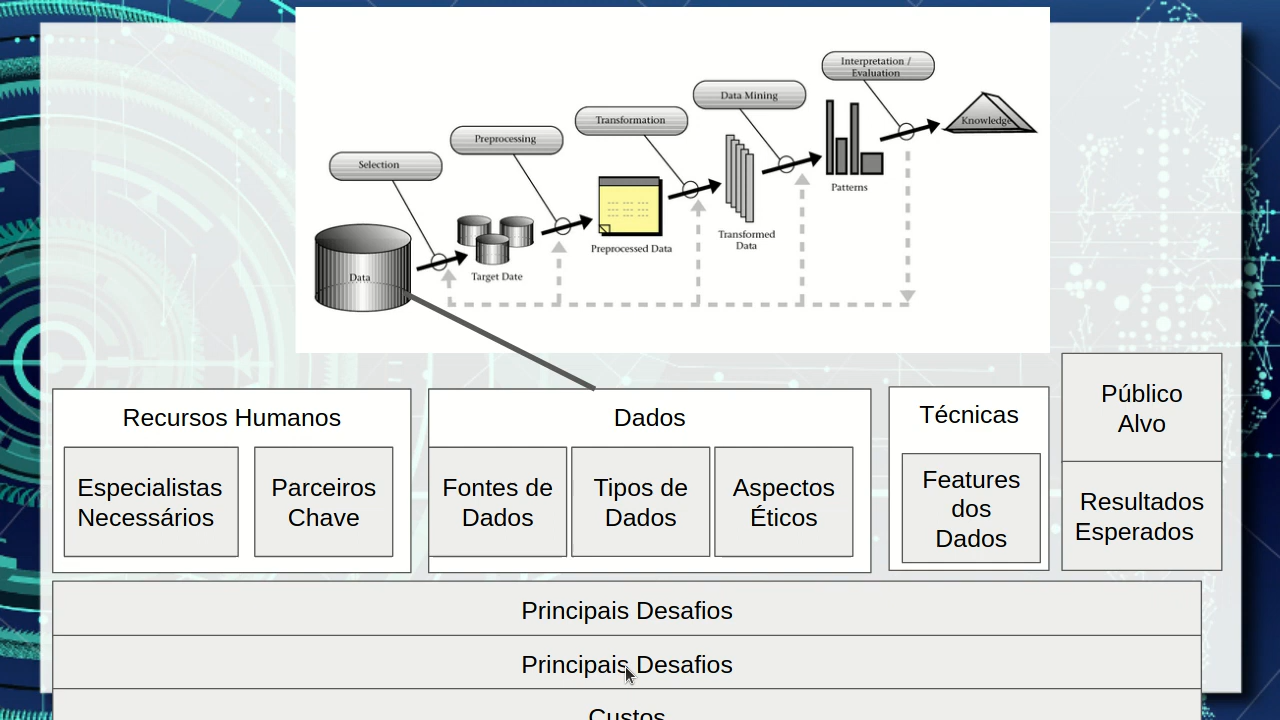 Interpretation /
Evaluation
Data Mining
Transformation
Preprocessing
Selection
Knowledge
Patterns
Transformed
Data
Preprocessed Data
Target Date
Data
Recursos Humanos
Especialistas
Necessários
Parceiros
Chave
Dados
Fontes de
Dados
Tipos de
Dados
Aspectos
Éticos
Técnicas
Features
dos
Dados
Público
Alvo
Resultados
Esperados
Principais Desafios
Principais Desafios
Custos